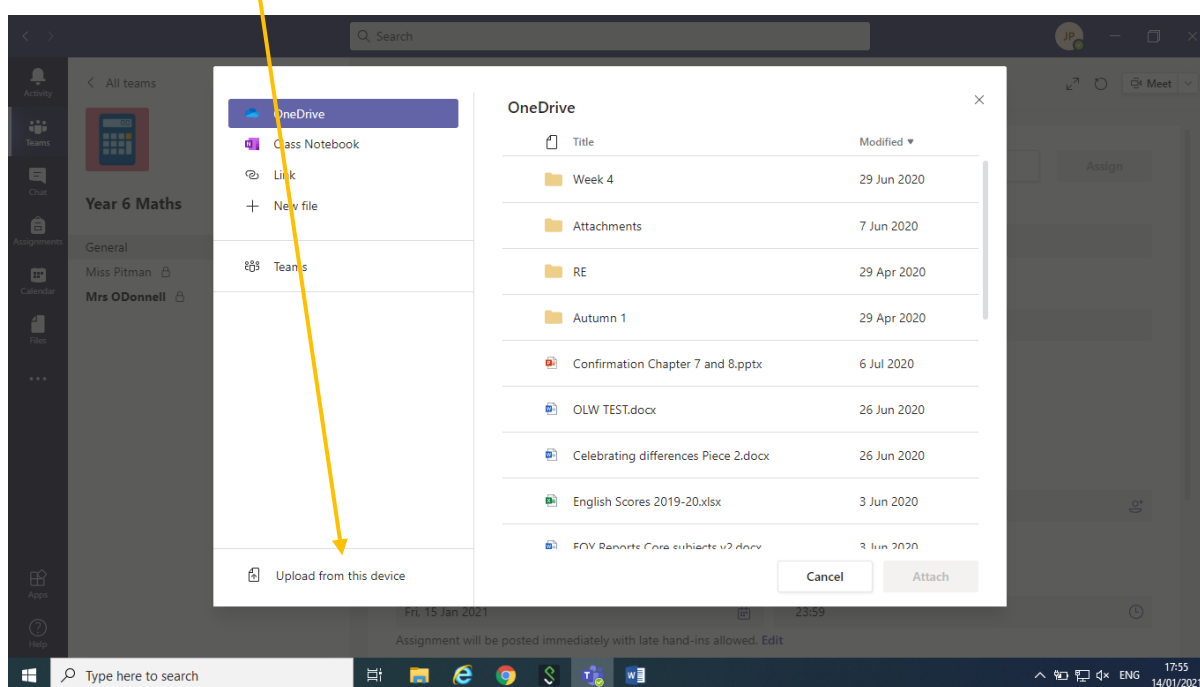 Search
JP
Activity
All teams
Meet
Teams
Chat
Assignments
Calendar
Files
Apps
Help
Year 6 Maths
General
Miss Pitman
Mrs ODonnell
OneDrive
Class Notebook
Link
New file
Teams
Upload from this device
OneDrive
Title Modified
Week 4 29 Jun 2020
Attachments 7 Jun 2020
RE 29 Apr 2020
Autumn 1 29 Apr 2020
Confirmation Chapter 7 and 8.pptx 6 Jul 2020
OLW TEST.docx 26 Jun 2020
Celebrating differences Piece 2.docx 26 Jun 2020
English Scores 2019-20.xlsx 3 Jun 2020
EOY Reports Core subjects v2.docx 3 Jun 2020
Cancel Attach
Assign
Fri, 15 Jan 2021 23:59
Assignment will be posted immediately with late hand-ins allowed. Edit
Type here to search
ENG
17:55
14/01/2021